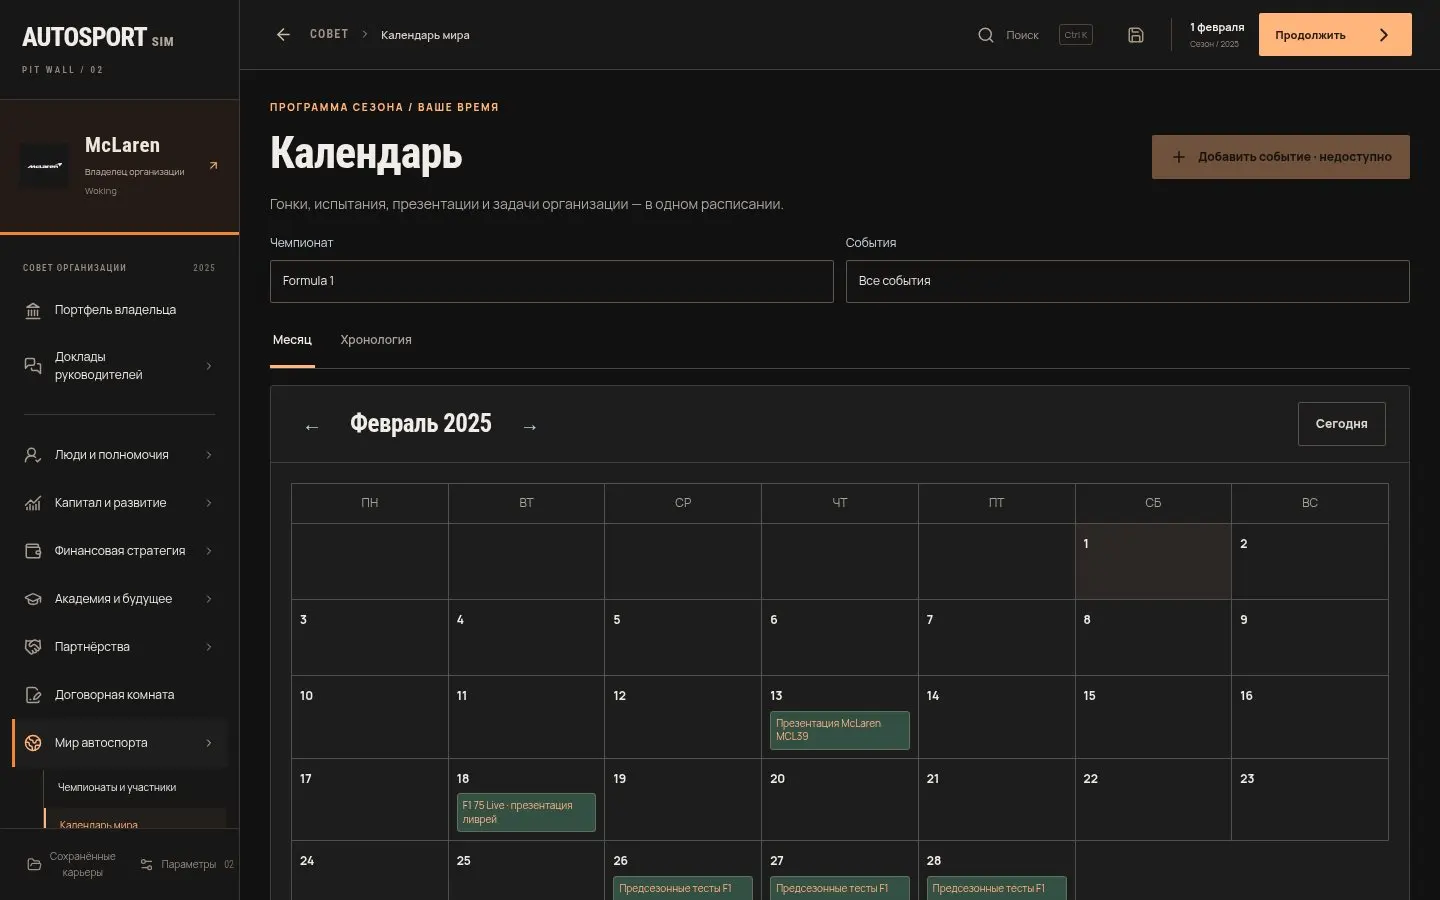 AUTOSPORT SIM
PIT WALL / 02
McLaren
McLaren
Владелец организации
Woking
СОВЕТ ОРГАНИЗАЦИИ 2025
Портфель владельца
Доклады
руководителей
Люди и полномочия
Капитал и развитие
Финансовая стратегия
Академия и будущее
Партнёрства
Договорная комната
Мир автоспорта
Чемпионаты и участники
Календарь мира
Сохранённые
карьеры
Параметры 02
СОВЕТ Календарь мира
Поиск Ctrl K
1 февраля
Сезон / 2025
Продолжить
ПРОГРАММА СЕЗОНА / ВАШЕ ВРЕМЯ
Календарь
Добавить событие · недоступно
Гонки, испытания, презентации и задачи организации — в одном расписании.
Чемпионат События
Formula 1 Все события
Месяц Хронология
← Февраль 2025 → Сегодня
ПН ВТ СР ЧТ ПТ СБ ВС
1 2
3 4 5 6 7 8 9
10 11 12 13 14 15 16
Презентация McLaren
MCL39
17 18 19 20 21 22 23
F1 75 Live · презентация
ливрей
24 25 26 27 28
Предсезонные тесты F1 Предсезонные тесты F1 Предсезонные тесты F1